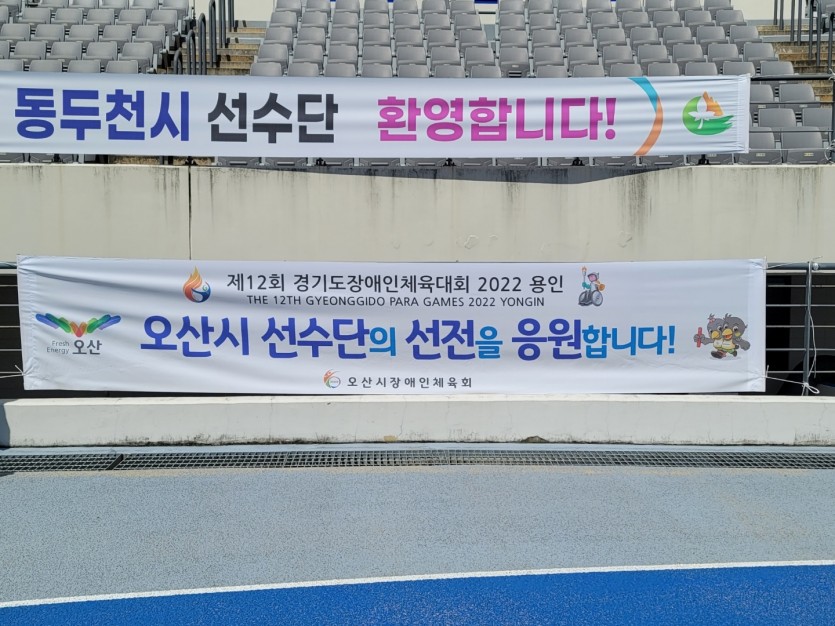 동두천시 선수단 환영합니다!
제12회 경기도장애인체육대회 2022 용인
THE 12TH GYEONGGIDO PARA GAMES 2022 YONGIN
Fresh Energy 오산
오산시 선수단의 선전을 응원합니다!
오산시장애인체육회